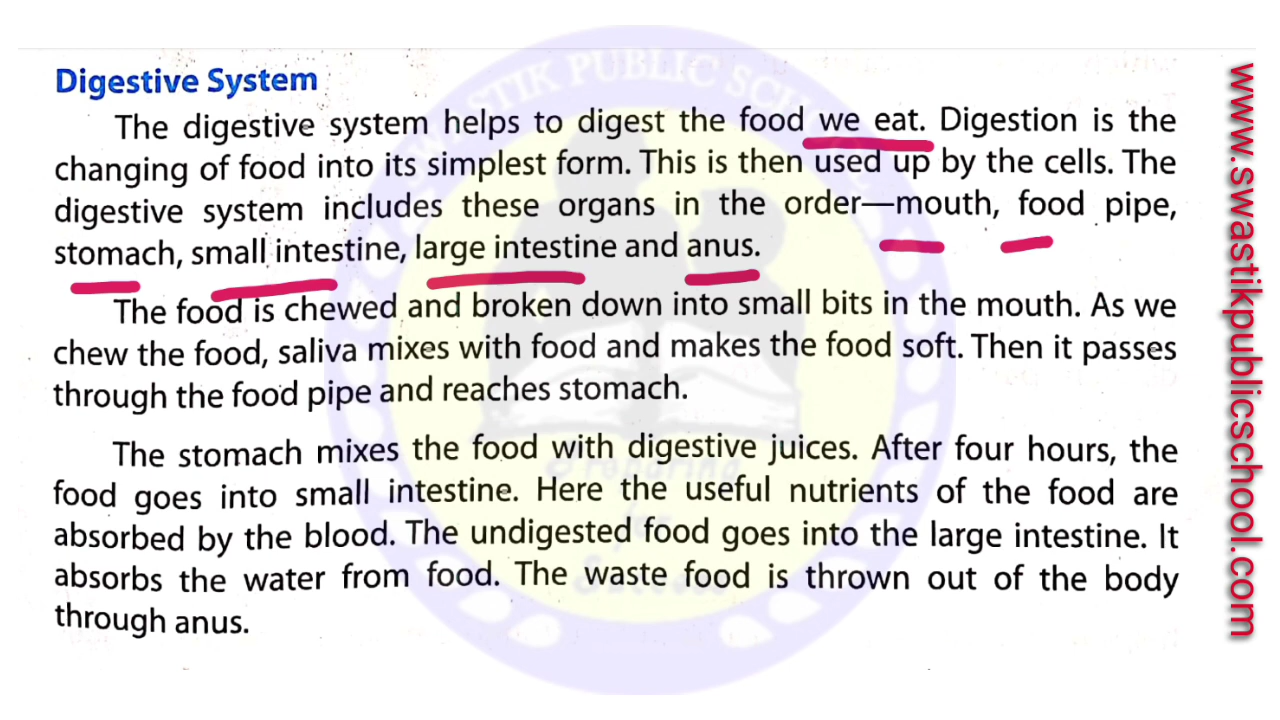 Digestive System
The digestive system helps to digest the food we eat. Digestion is the
changing of food into its simplest form. This is then used up by the cells. The
digestive system includes these organs in the order—mouth, food pipe,
stomach, small intestine, large intestine and anus.
The food is chewed and broken down into small bits in the mouth. As we
chew the food, saliva mixes with food and makes the food soft. Then it passes
through the food pipe and reaches stomach.
The stomach mixes the food with digestive juices. After four hours, the
food goes into small intestine. Here the useful nutrients of the food are
absorbed by the blood. The undigested food goes into the large intestine. It
absorbs the water from food. The waste food is thrown out of the body
through anus.
www.swastikpublicschool.com
SWASTIK PUBLIC SCHOOL